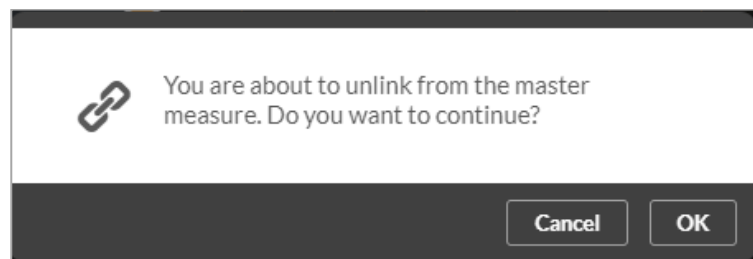 You are about to unlink from the master
measure. Do you want to continue?
Cancel OK